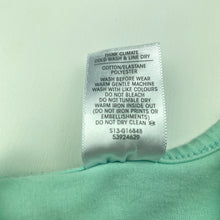 THINK CLIMATE
COLD WASH & LINE DRY
COTTON/ELASTANE
POLYESTER
WASH BEFORE WEAR
WARM GENTLE MACHINE
WASH WITH LIKE COLOURS
DO NOT BLEACH
DO NOT TUMBLE DRY
WARM IRON INSIDE OUT
(DO NOT IRON PRINTS OR
EMBELLISHMENTS)
DO NOT DRY CLEAN
S13-G16848
53924629